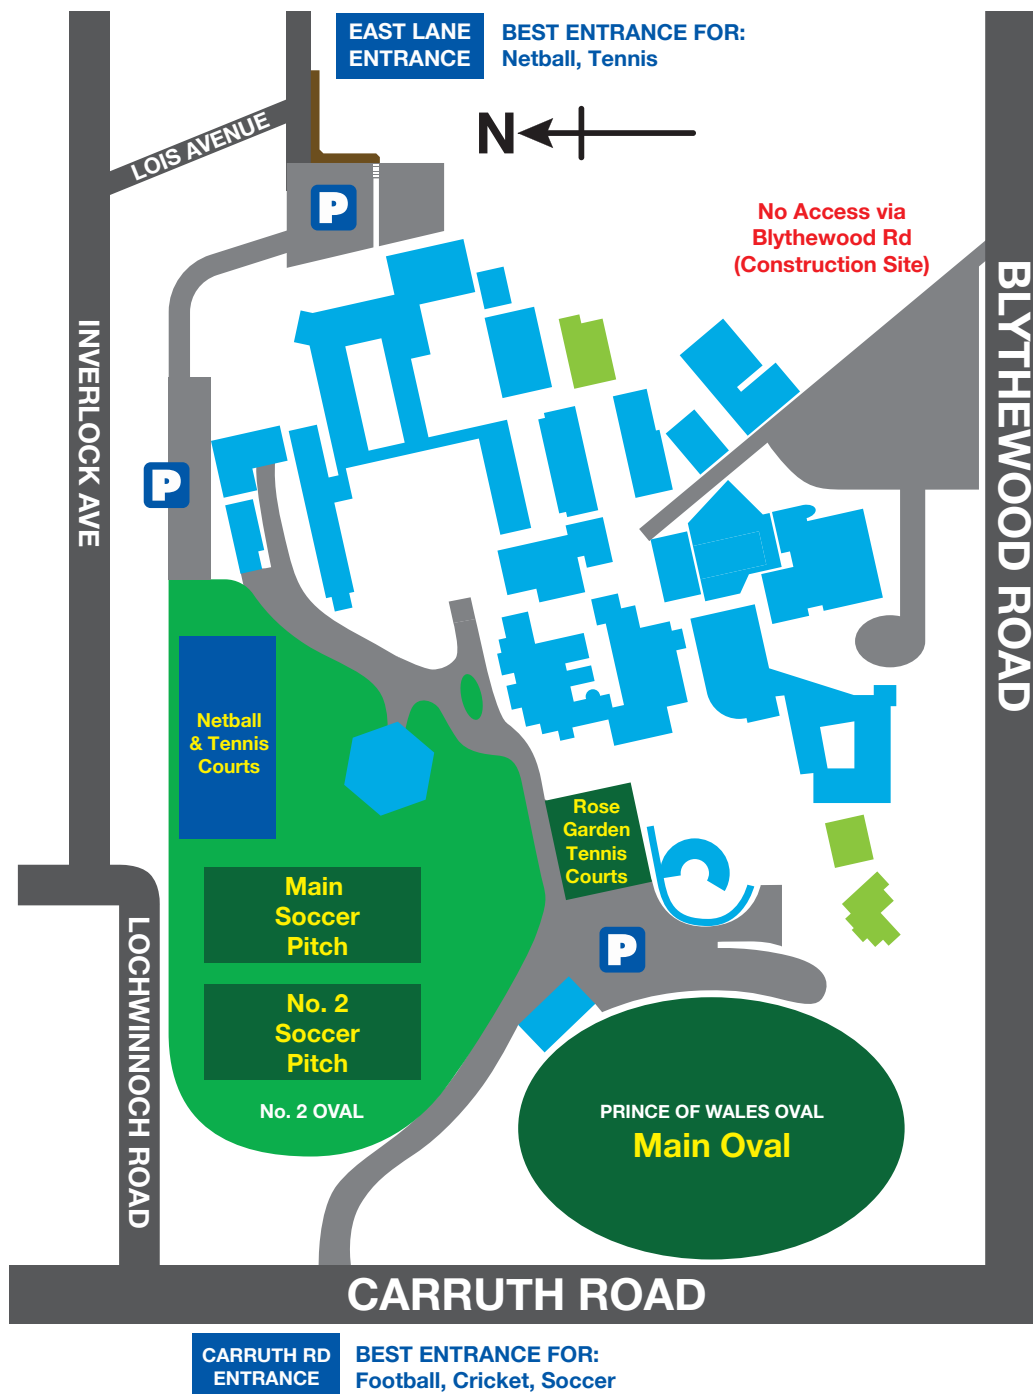 EAST LANE
ENTRANCE
BEST ENTRANCE FOR:
Netball, Tennis
N
LOIS AVENUE
P
No Access via
Blythewood Rd
(Construction Site)
INVERLOCK AVE
BLYTHEWOOD ROAD
P
Netball
& Tennis
Courts
Rose
Garden
Tennis
Courts
Main
Soccer
Pitch
P
LOCHWINNOCH ROAD
No. 2
Soccer
Pitch
No. 2 OVAL
PRINCE OF WALES OVAL
Main Oval
CARRUTH ROAD
CARRUTH RD
ENTRANCE
BEST ENTRANCE FOR:
Football, Cricket, Soccer